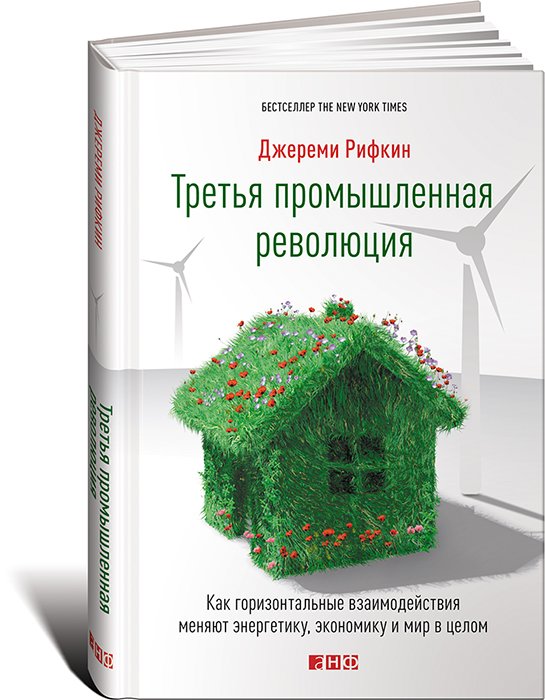 БЕСТСЕЛЛЕР THE NEW YORK TIMES
Джереми Рифкин
Третья промышленная
революция
Как горизонтальные взаимодействия
меняют энергетику, экономику и мир в целом
АНФ
ДЖЕРЕМИ РИФКИН
Третья промышленная
революция
АНФ